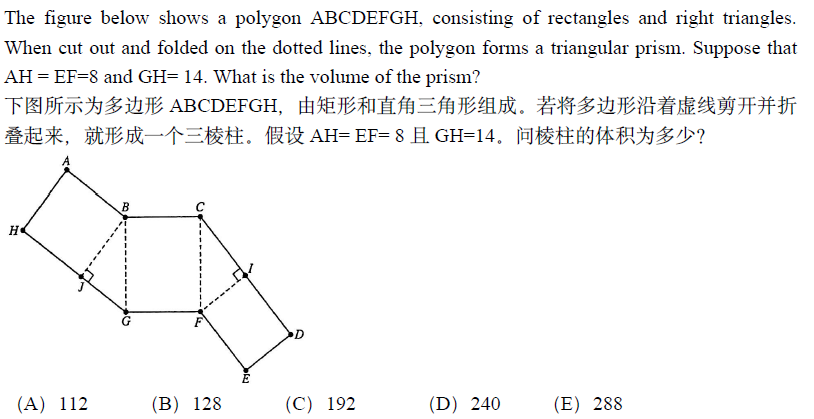 The figure below shows a polygon ABCDEFGH, consisting of rectangles and right triangles.
When cut out and folded on the dotted lines, the polygon forms a triangular prism. Suppose that
AH = EF=8 and GH= 14. What is the volume of the prism?
下图所示为多边形 ABCDEFGH，由矩形和直角三角形组成。若将多边形沿着虚线剪开并折
叠起来，就形成一个三棱柱。假设 AH= EF= 8 且 GH=14。问棱柱的体积为多少？
A
B
C
H
I
J
G
F
D
E
(A) 112 (B) 128 (C) 192 (D) 240 (E) 288